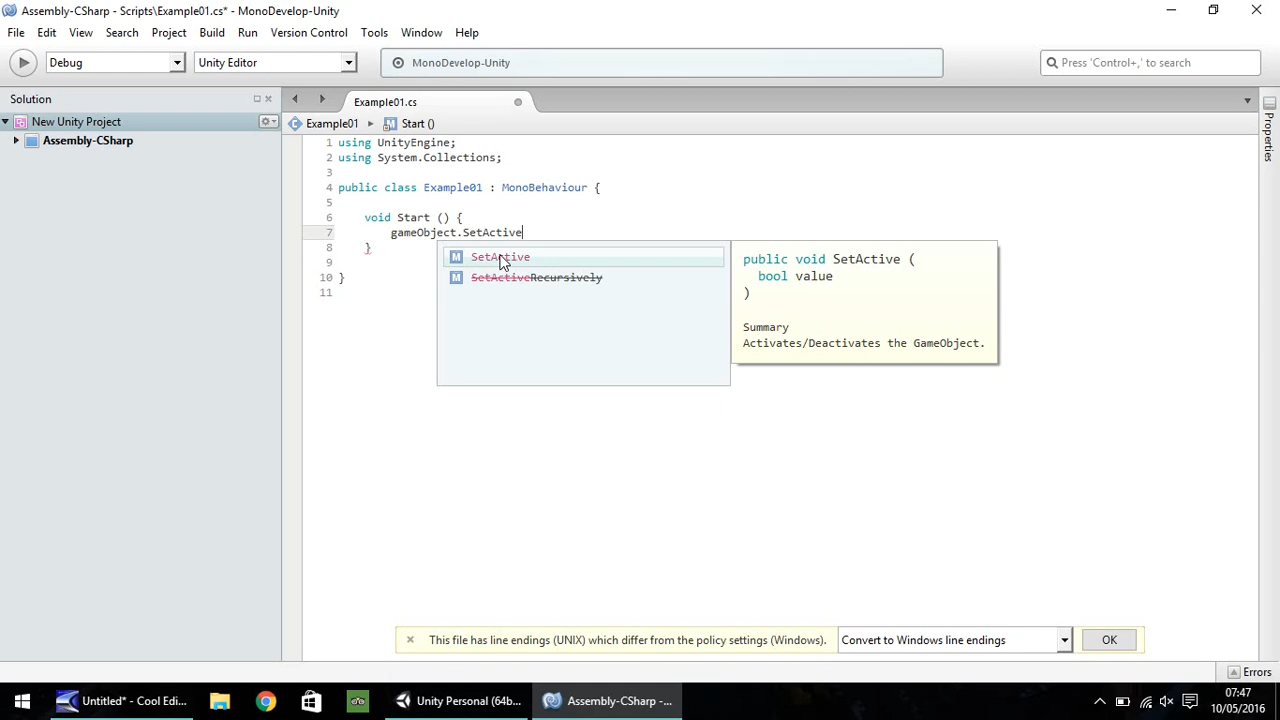 Assembly-CSharp - Scripts\Example01.cs* - MonoDevelop-Unity
File Edit View Search Project Build Run Version Control Tools Window Help
Debug Unity Editor MonoDevelop-Unity Press 'Control+,' to search
Solution
New Unity Project
Assembly-CSharp
Example01.cs
Example01 Start ()
1 using UnityEngine;
2 using System.Collections;
3
4 public class Example01 : MonoBehaviour {
5
6 void Start () {
7 gameObject.SetActive
8 }
9
10 }
11
SetActive
SetActiveRecursively
public void SetActive (
bool value
)
Summary
Activates/Deactivates the GameObject.
Properties
This file has line endings (UNIX) which differ from the policy settings (Windows). Convert to Windows line endings OK
Errors
Untitled* - Cool Edi... Unity Personal (64b... Assembly-CSharp -...
07:47
10/05/2016